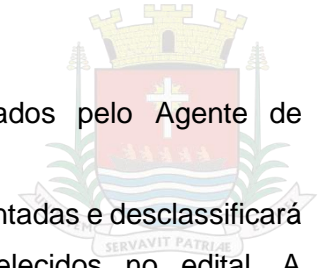 ados pelo Agente de
ntadas e desclassificará
elecidos no edital. A
SERVAVIT PATRIAE